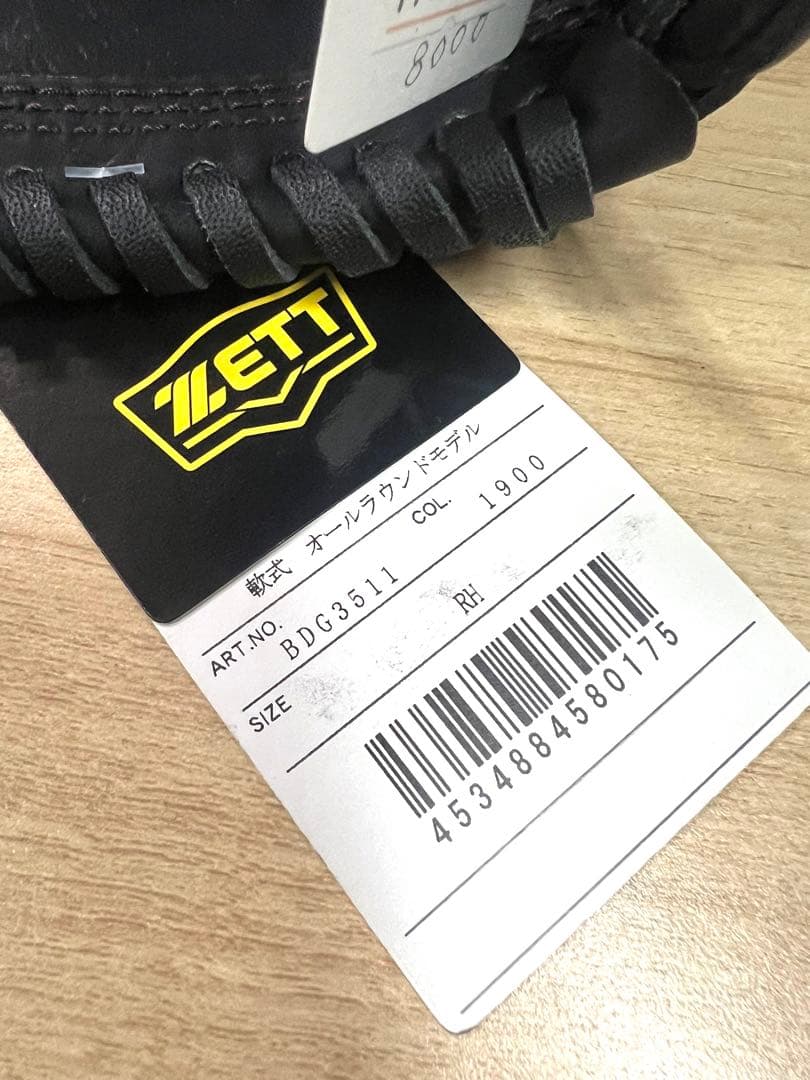 8000
ZETT
軟式 オールラウンドモデル
ART.NO. BDG3511 COL. 1900
SIZE RH
4534884580175